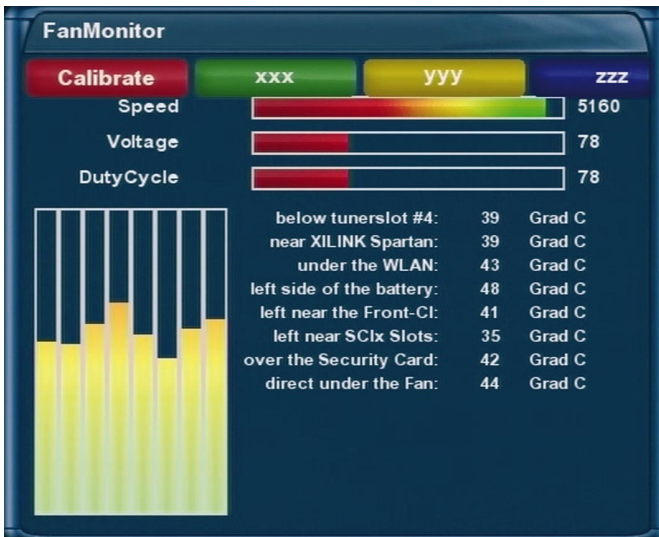 FanMonitor
Calibrate xxx yyy zzz
Speed 5160
Voltage 78
DutyCycle 78
below tunerslot #4: 39 Grad C
near XILINK Spartan: 39 Grad C
under the WLAN: 43 Grad C
left side of the battery: 48 Grad C
left near the Front-CI: 41 Grad C
left near SCIx Slots: 35 Grad C
over the Security Card: 42 Grad C
direct under the Fan: 44 Grad C